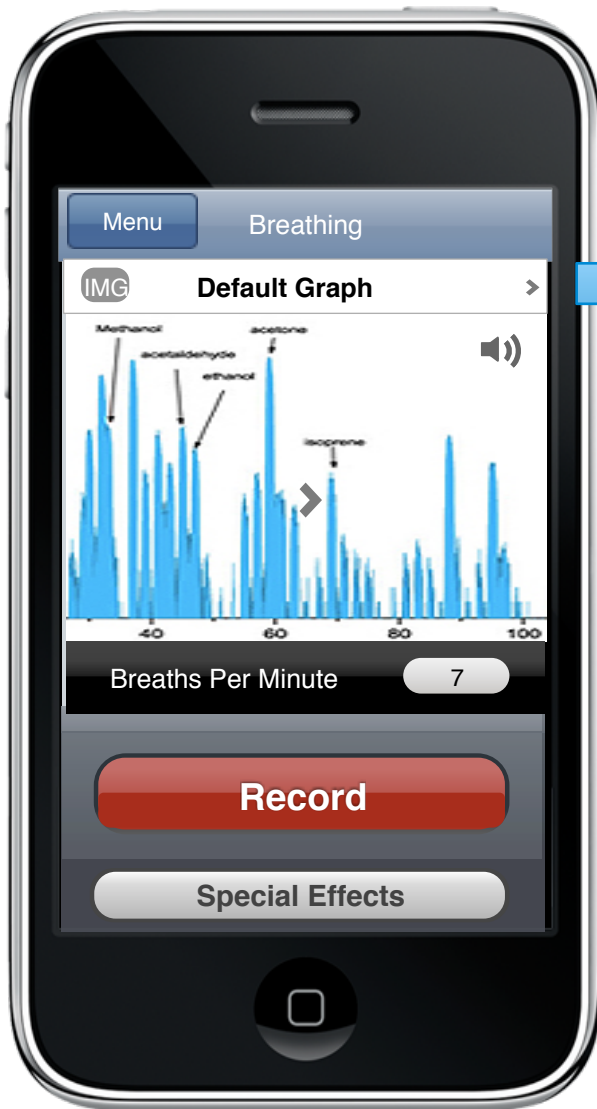 Menu
Breathing
IMG
Default Graph
Methanol
acetone
acetaldehyde
ethanol
isoprene
40 60 80 100
Breaths Per Minute 7
Record
Special Effects